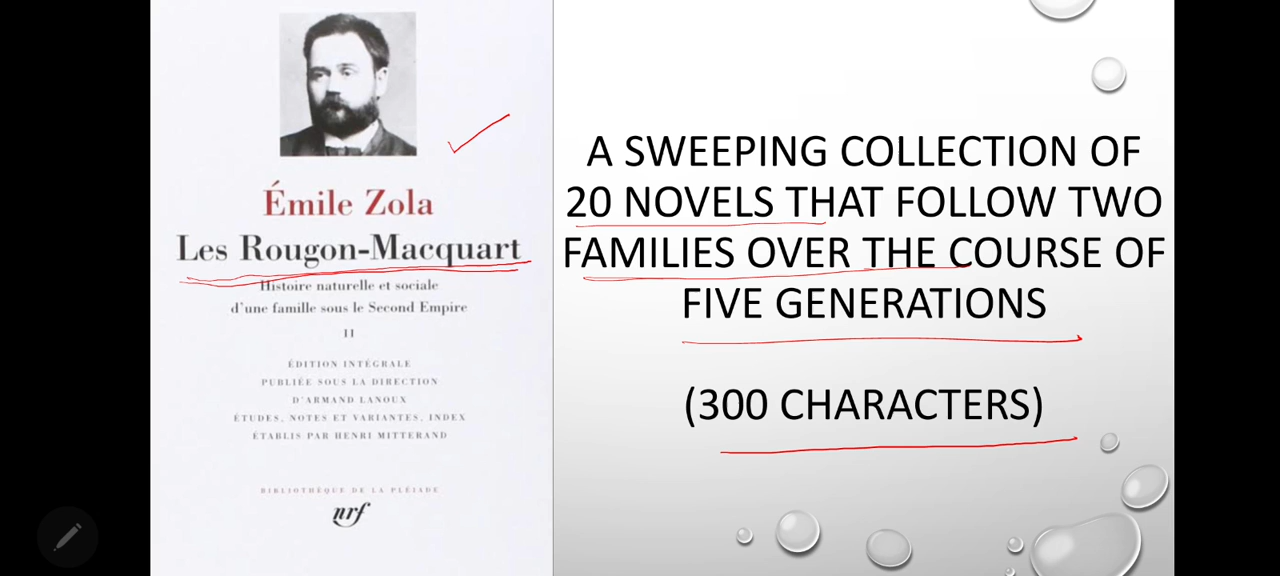 Émile Zola
Les Rougon-Macquart
Histoire naturelle et sociale
d'une famille sous le Second Empire
II
ÉDITION INTÉGRALE
PUBLIÉE SOUS LA DIRECTION
D'ARMAND LANOUX
ÉTUDES, NOTES ET VARIANTES, INDEX
ÉTABLIS PAR HENRI MITTERAND
BIBLIOTHÈQUE DE LA PLÉIADE
nrf
A SWEEPING COLLECTION OF
20 NOVELS THAT FOLLOW TWO
FAMILIES OVER THE COURSE OF
FIVE GENERATIONS
(300 CHARACTERS)